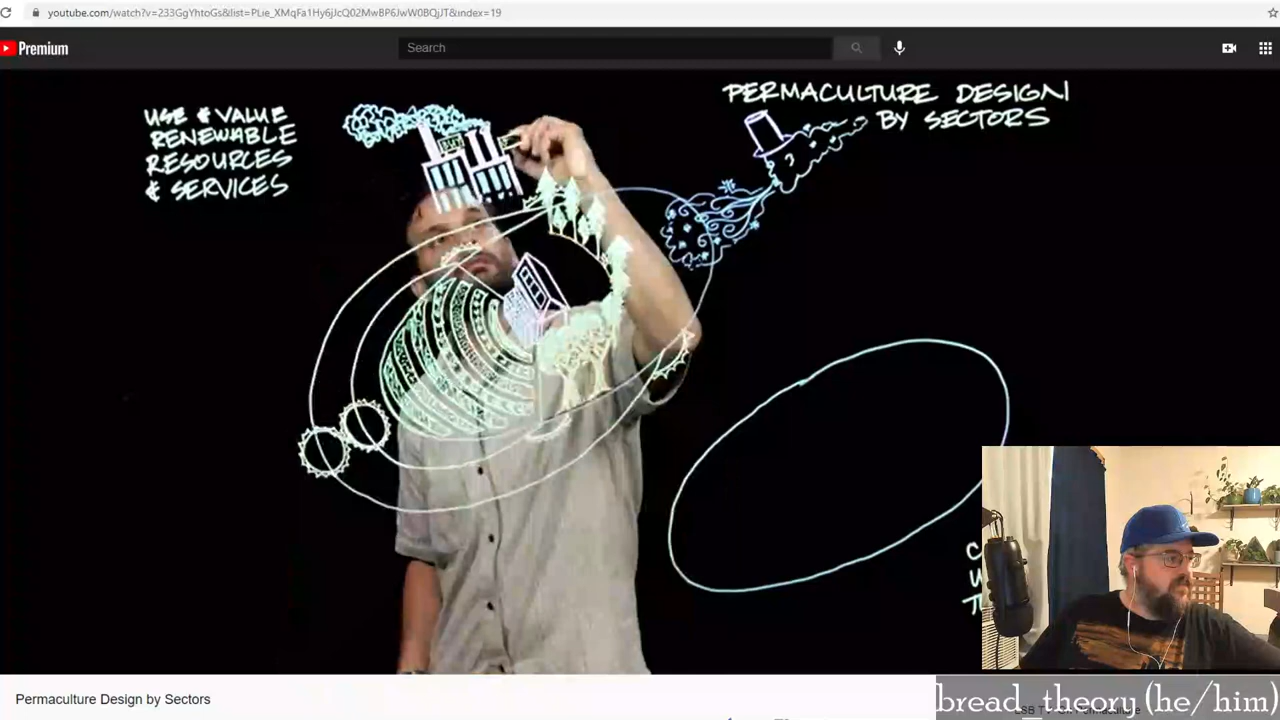 youtube.com/watch?v=233GgYhtoGs&list=PLie_XMqFa1Hy6jJcQ02MwBP6JwW0BQjJT&index=19
Premium
Search
USE & VALUE
RENEWABLE
RESOURCES
& SERVICES
PERMACULTURE DESIGN
BY SECTORS
?
Permaculture Design by Sectors
bread_theory (he/him)